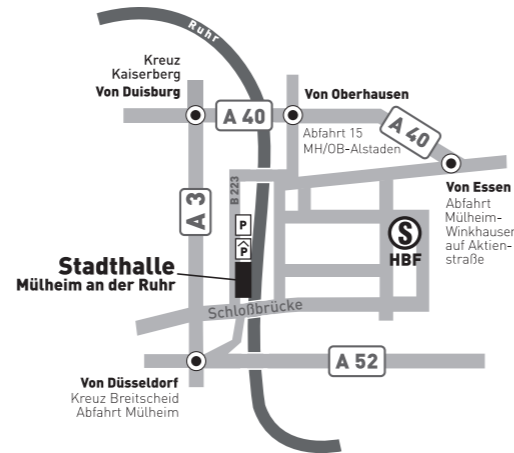 Ruhr
Kreuz
Kaiserberg
Von Duisburg
A 40
Von Oberhausen
Abfahrt 15
MH/OB-Alstaden
A 40
Von Essen
Abfahrt
Mülheim-
Winkhausen
auf Aktien-
straße
B 223
A 3
P
P
S
HBF
Stadthalle
Mülheim an der Ruhr
Schloßbrücke
A 52
Von Düsseldorf
Kreuz Breitscheid
Abfahrt Mülheim